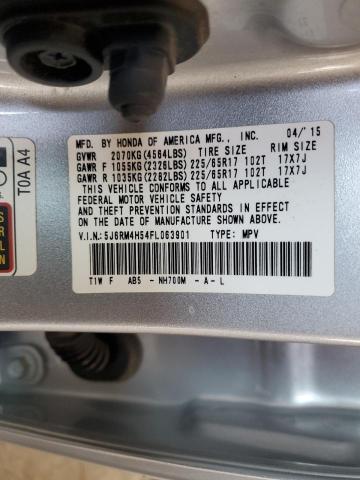 MFD. BY HONDA OF AMERICA MFG., INC. 04/'15
GVWR 2070KG(4564LBS) TIRE SIZE RIM SIZE
GAWR F 1055KG(2326LBS) 225/65R17 102T 17X7J
GAWR R 1035KG(2282LBS) 225/65R17 102T 17X7J
THIS VEHICLE CONFORMS TO ALL APPLICABLE
FEDERAL MOTOR VEHICLE SAFETY
AND THEFT PREVENTION STANDARDS IN EFFECT
ON THE DATE OF MANUFACTURE SHOWN ABOVE.
V.I.N.: 5J6RM4H54FL063901 TYPE: MPV
T1W F AB5 - NH700M - A - L
T0A A4